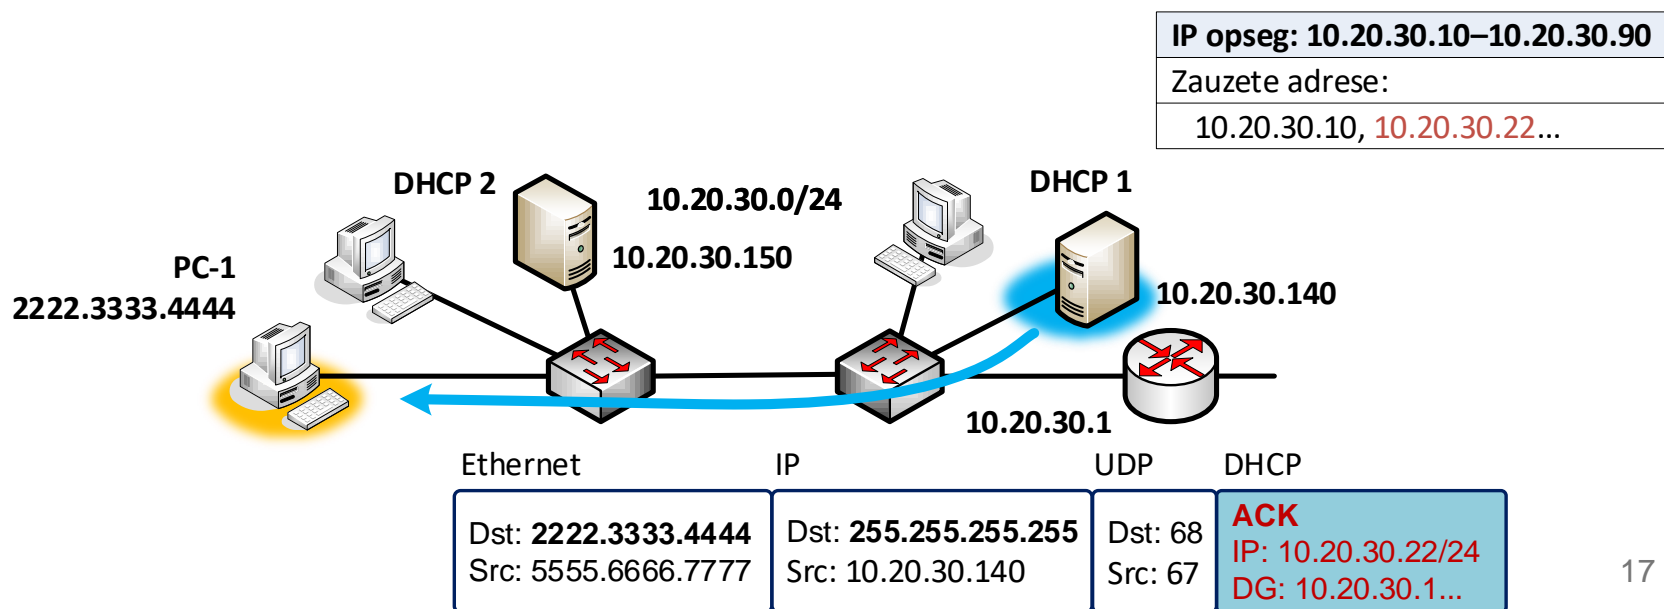 IP opseg: 10.20.30.10–10.20.30.90
Zauzete adrese:
10.20.30.10, 10.20.30.22...
DHCP 2
10.20.30.0/24
DHCP 1
10.20.30.150
PC-1
2222.3333.4444
10.20.30.140
10.20.30.1
Ethernet
IP
UDP
DHCP
Dst: 2222.3333.4444
Src: 5555.6666.7777
Dst: 255.255.255.255
Src: 10.20.30.140
Dst: 68
Src: 67
ACK
IP: 10.20.30.22/24
DG: 10.20.30.1...
17